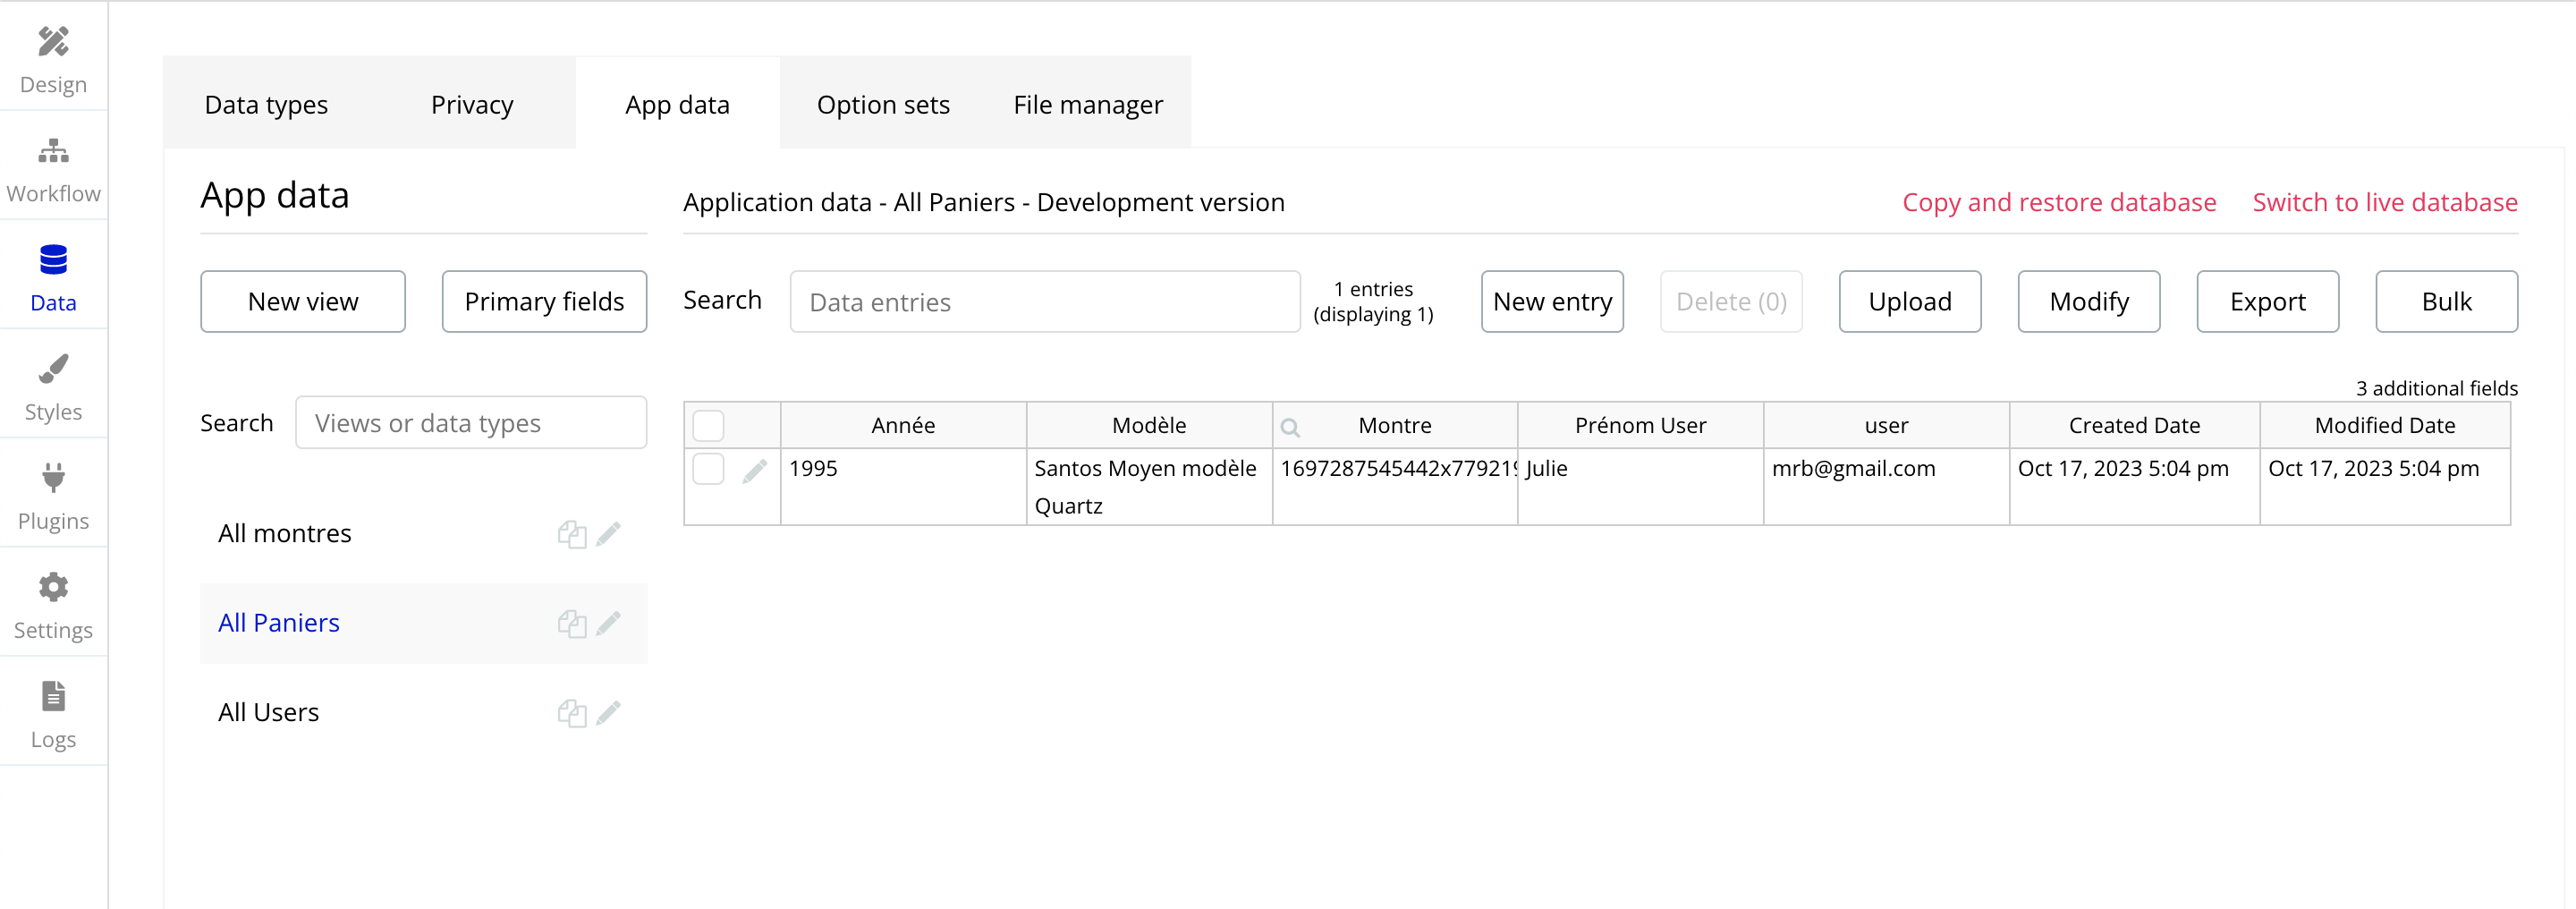 Design
Workflow
Data
Styles
Plugins
Settings
Logs
Data types Privacy App data Option sets File manager
App data
New view Primary fields
Search Views or data types
All montres
All Paniers
All Users
Application data - All Paniers - Development version Copy and restore database Switch to live database
Search Data entries 1 entries
(displaying 1)
New entry Delete (0) Upload Modify Export Bulk
3 additional fields
Année Modèle Montre Prénom User user Created Date Modified Date
1995 Santos Moyen modèle 1697287545442x77921 Julie mrb@gmail.com Oct 17, 2023 5:04 pm Oct 17, 2023 5:04 pm
Quartz